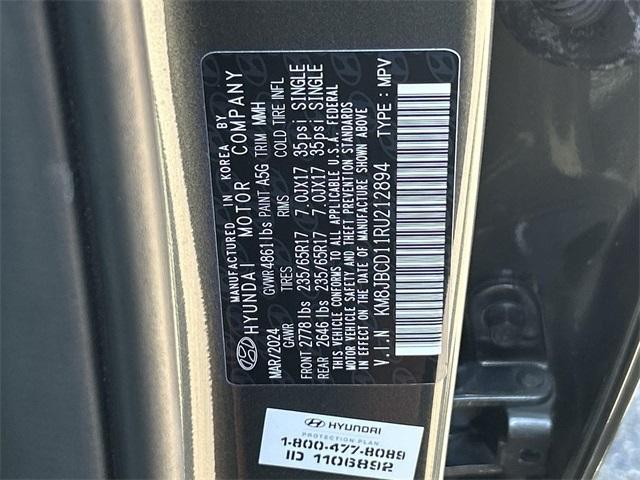 MANUFACTURED IN KOREA BY
HYUNDAI MOTOR COMPANY
MAR/2024 GVWR 4861lbs PAINT A5G TRIM MMH
GAWR TIRES RIMS COLD TIRE INFL
FRONT 2778lbs 235/65R17 7.0JX17 35psi SINGLE
REAR 2646lbs 235/65R17 7.0JX17 35psi SINGLE
THIS VEHICLE CONFORMS TO ALL APPLICABLE U.S.A. FEDERAL
MOTOR VEHICLE SAFETY AND THEFT PREVENTION STANDARDS
IN EFFECT ON THE DATE OF MANUFACTURE SHOWN ABOVE
V.I.N KM8JBCD11RU212894 TYPE : MPV
HYUNDAI
PROTECTION PLAN
1-800-477-8089
ID 1106892